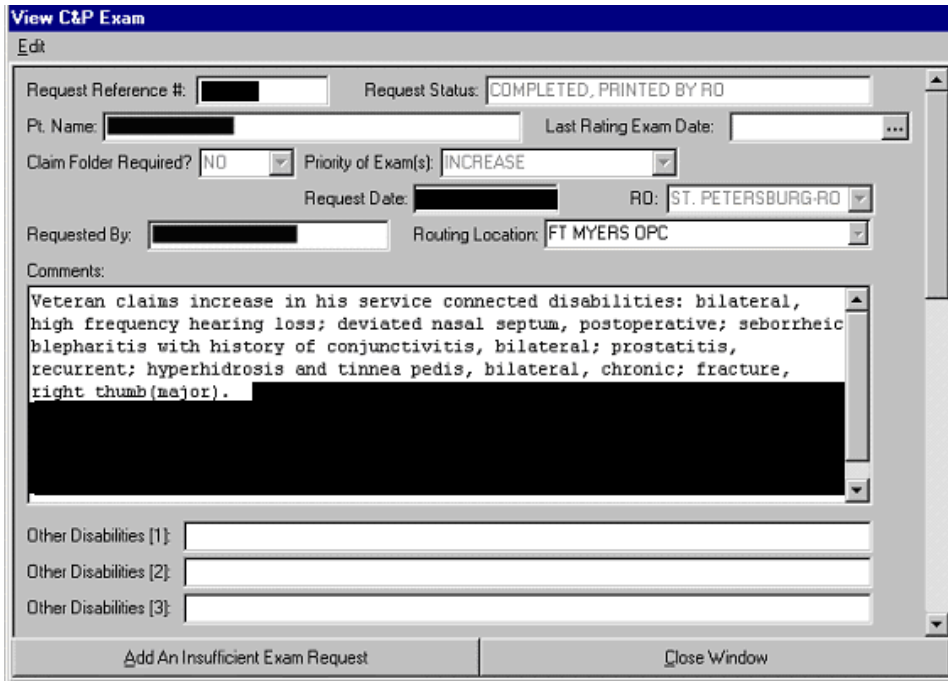 View C&P Exam
Edit
Request Reference #: Request Status: COMPLETED, PRINTED BY RO
Pt. Name: Last Rating Exam Date: ...
Claim Folder Required? NO Priority of Exam(s): INCREASE
Request Date: RO: ST. PETERSBURG-RO
Requested By: Routing Location: FT MYERS OPC
Comments:
Veteran claims increase in his service connected disabilities: bilateral,
high frequency hearing loss; deviated nasal septum, postoperative; seborrheic
blepharitis with history of conjunctivitis, bilateral; prostatitis,
recurrent; hyperhidrosis and tinnea pedis, bilateral, chronic; fracture,
right thumb(major).
Other Disabilities [1]:
Other Disabilities [2]:
Other Disabilities [3]:
Add An Insufficient Exam Request Close Window